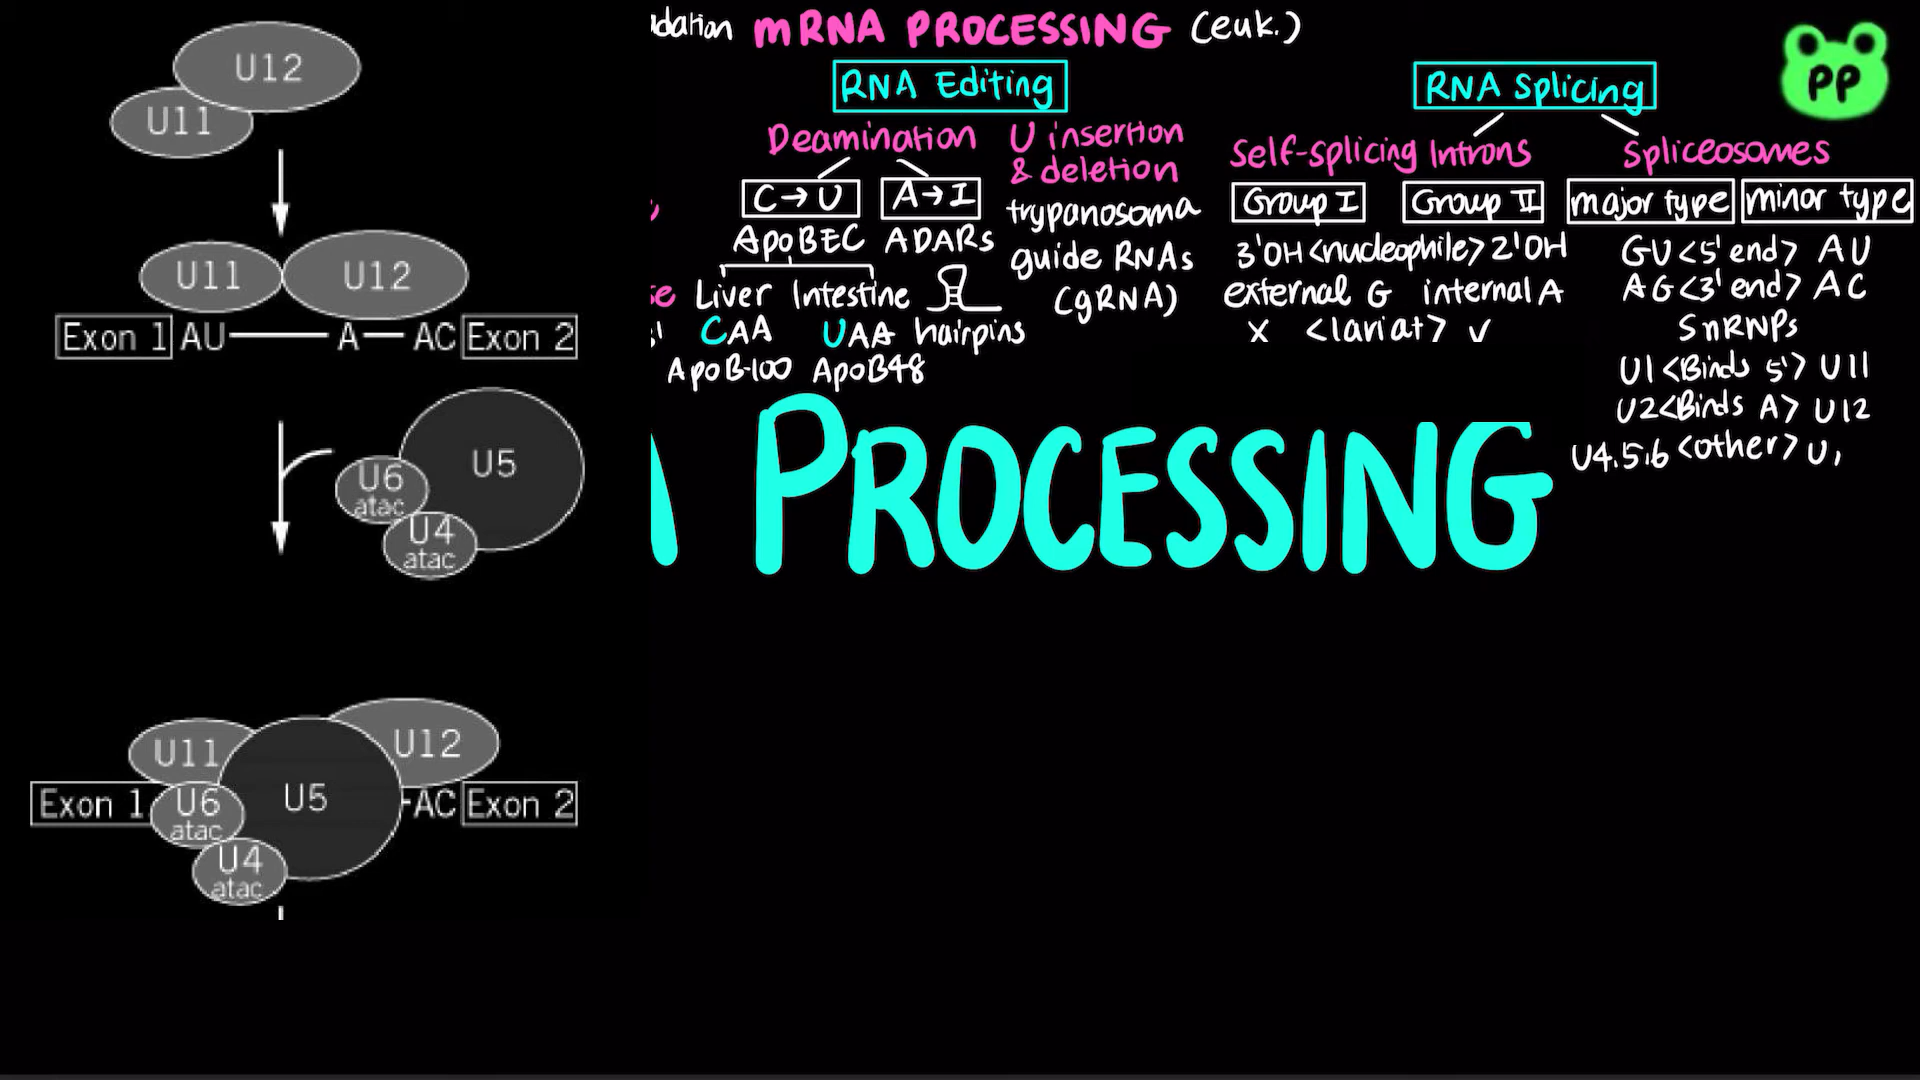 U12
U11
U11
U12
Exon 1 AU A AC Exon 2
U5
U6
atac
U4
atac
U11
U12
U5
Exon 1
U6
atac
AC Exon 2
U4
atac
mRNA PROCESSING (euk.)
RNA Editing
Deamination
C→U
A→I
ApoBEC
ADARs
Liver
Intestine
CAA
UAA
hairpins
ApoB-100
ApoB48
U insertion
& deletion
trypanosoma
guide RNAs
(gRNA)
RNA Splicing
Self-splicing Introns
Group I
Group II
3'OH <nucleophile> 2'OH
external G internal A
x <lariat> v
Spliceosomes
major type
minor type
GU <5' end> AU
AG <3' end> AC
SnRNPs
U1 <Binds 5'> U11
U2 <Binds A> U12
U4.5.6 <other> U,
PROCESSING
PP